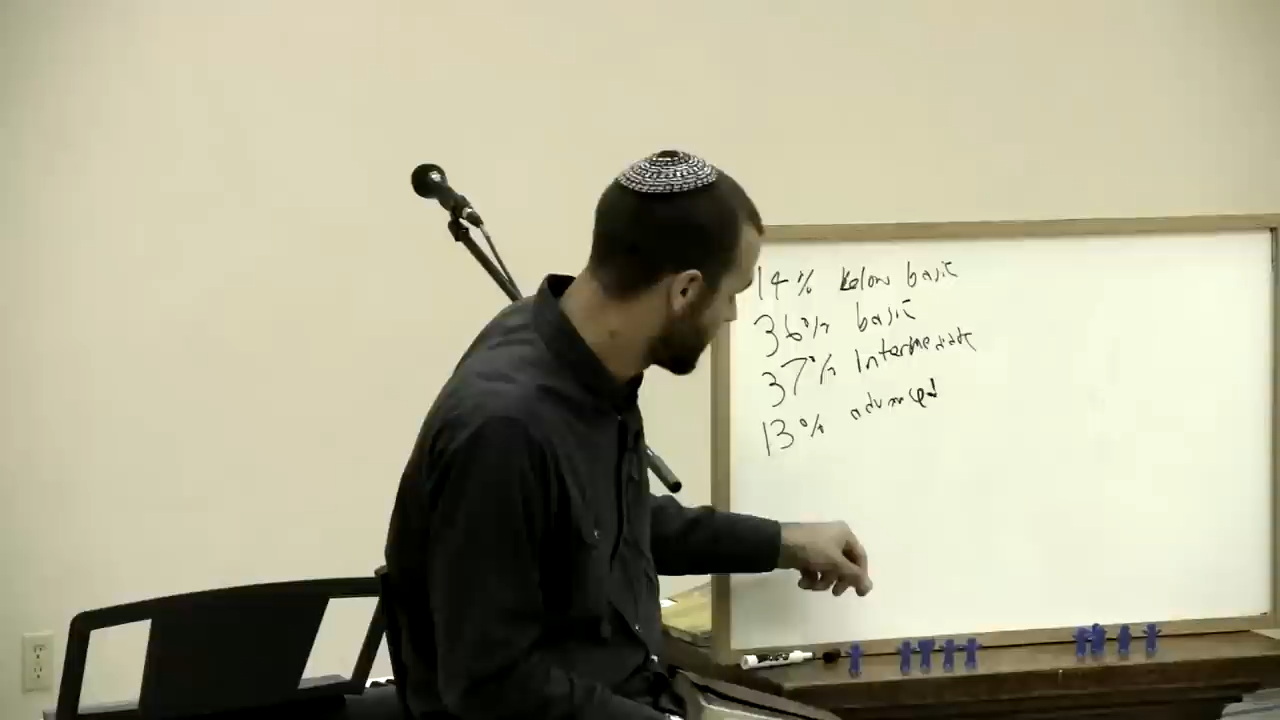 14% below basic
36% basic
37% Intermediate
13% advanced